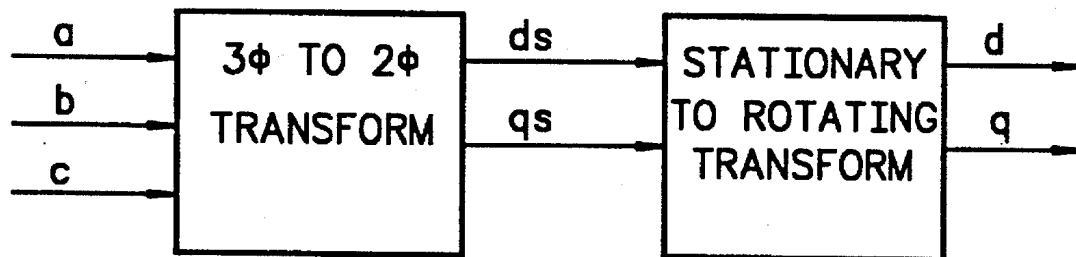 a
b
c
3ϕ TO 2ϕ
TRANSFORM
ds
qs
STATIONARY
TO ROTATING
TRANSFORM
d
q